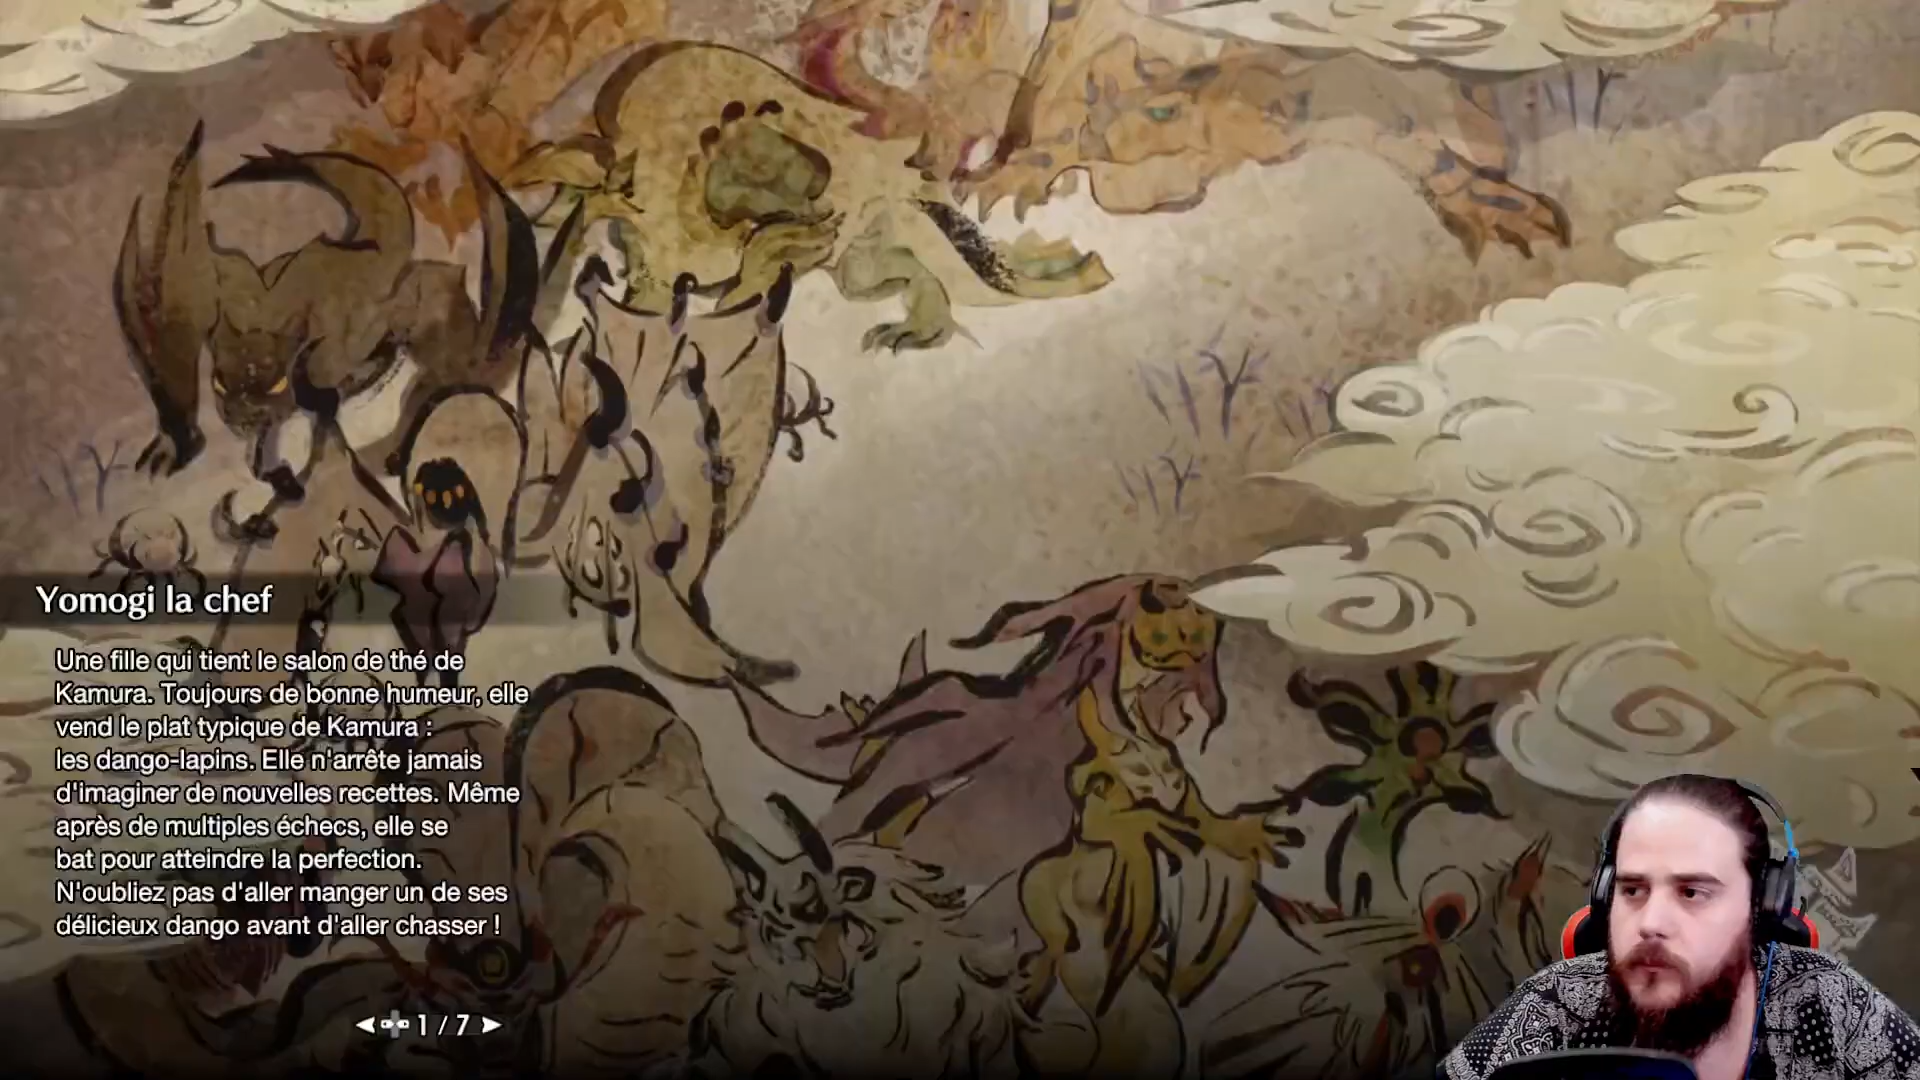 Yomogi la chef
Une fille qui tient le salon de thé de
Kamura. Toujours de bonne humeur, elle
vend le plat typique de Kamura :
les dango-lapins. Elle n'arrête jamais
d'imaginer de nouvelles recettes. Même
après de multiples échecs, elle se
bat pour atteindre la perfection.
N'oubliez pas d'aller manger un de ses
délicieux dango avant d'aller chasser !
1 / 7